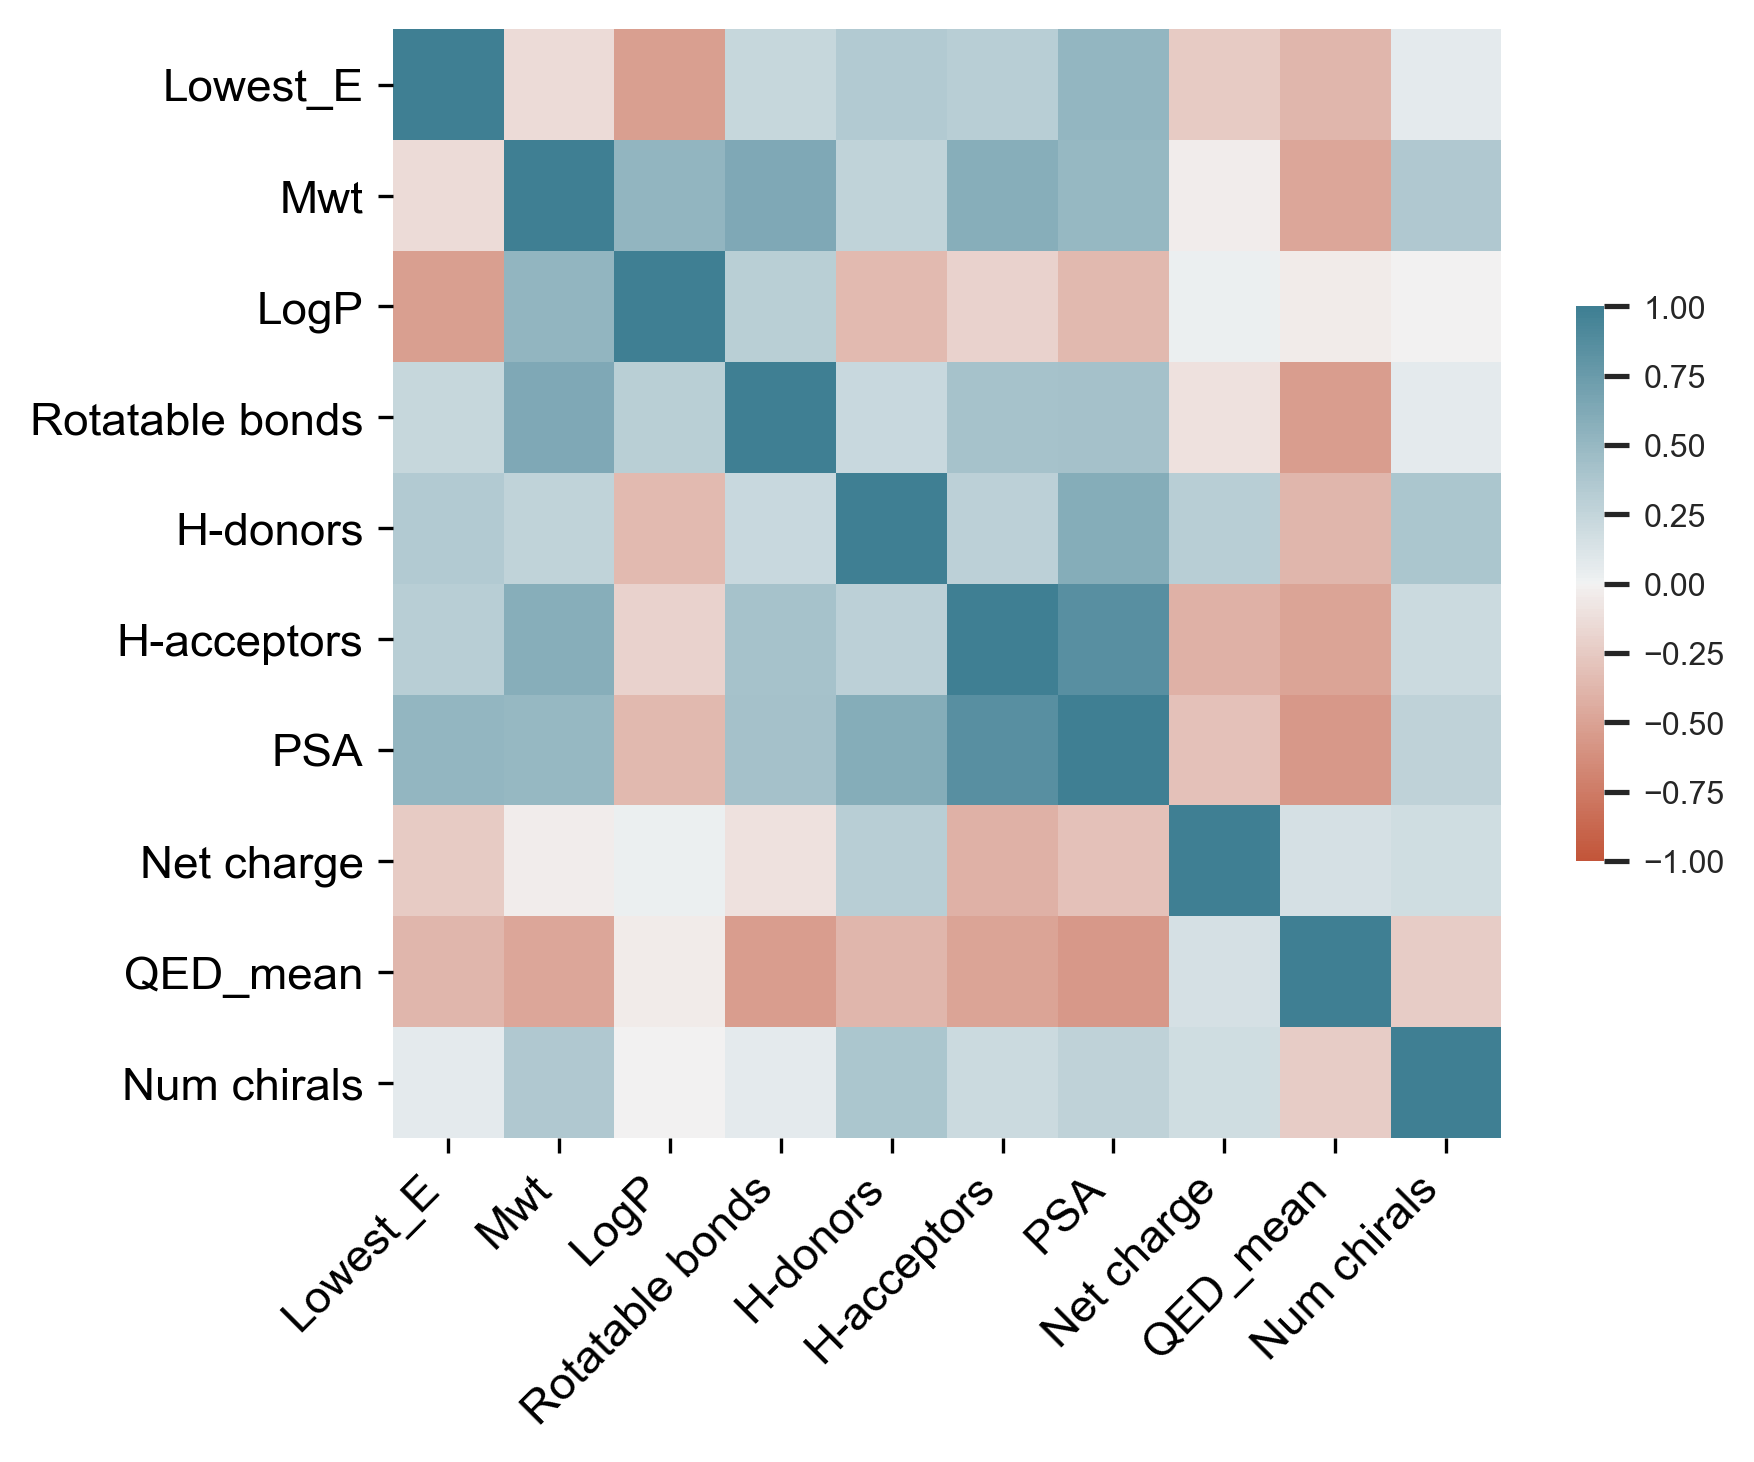 Lowest_E
Mwt
LogP
Rotatable bonds
H-donors
H-acceptors
PSA
Net charge
QED_mean
Num chirals
Lowest_E
Mwt
LogP
Rotatable bonds
H-donors
H-acceptors
PSA
Net charge
QED_mean
Num chirals
1.00
0.75
0.50
0.25
0.00
−0.25
−0.50
−0.75
−1.00